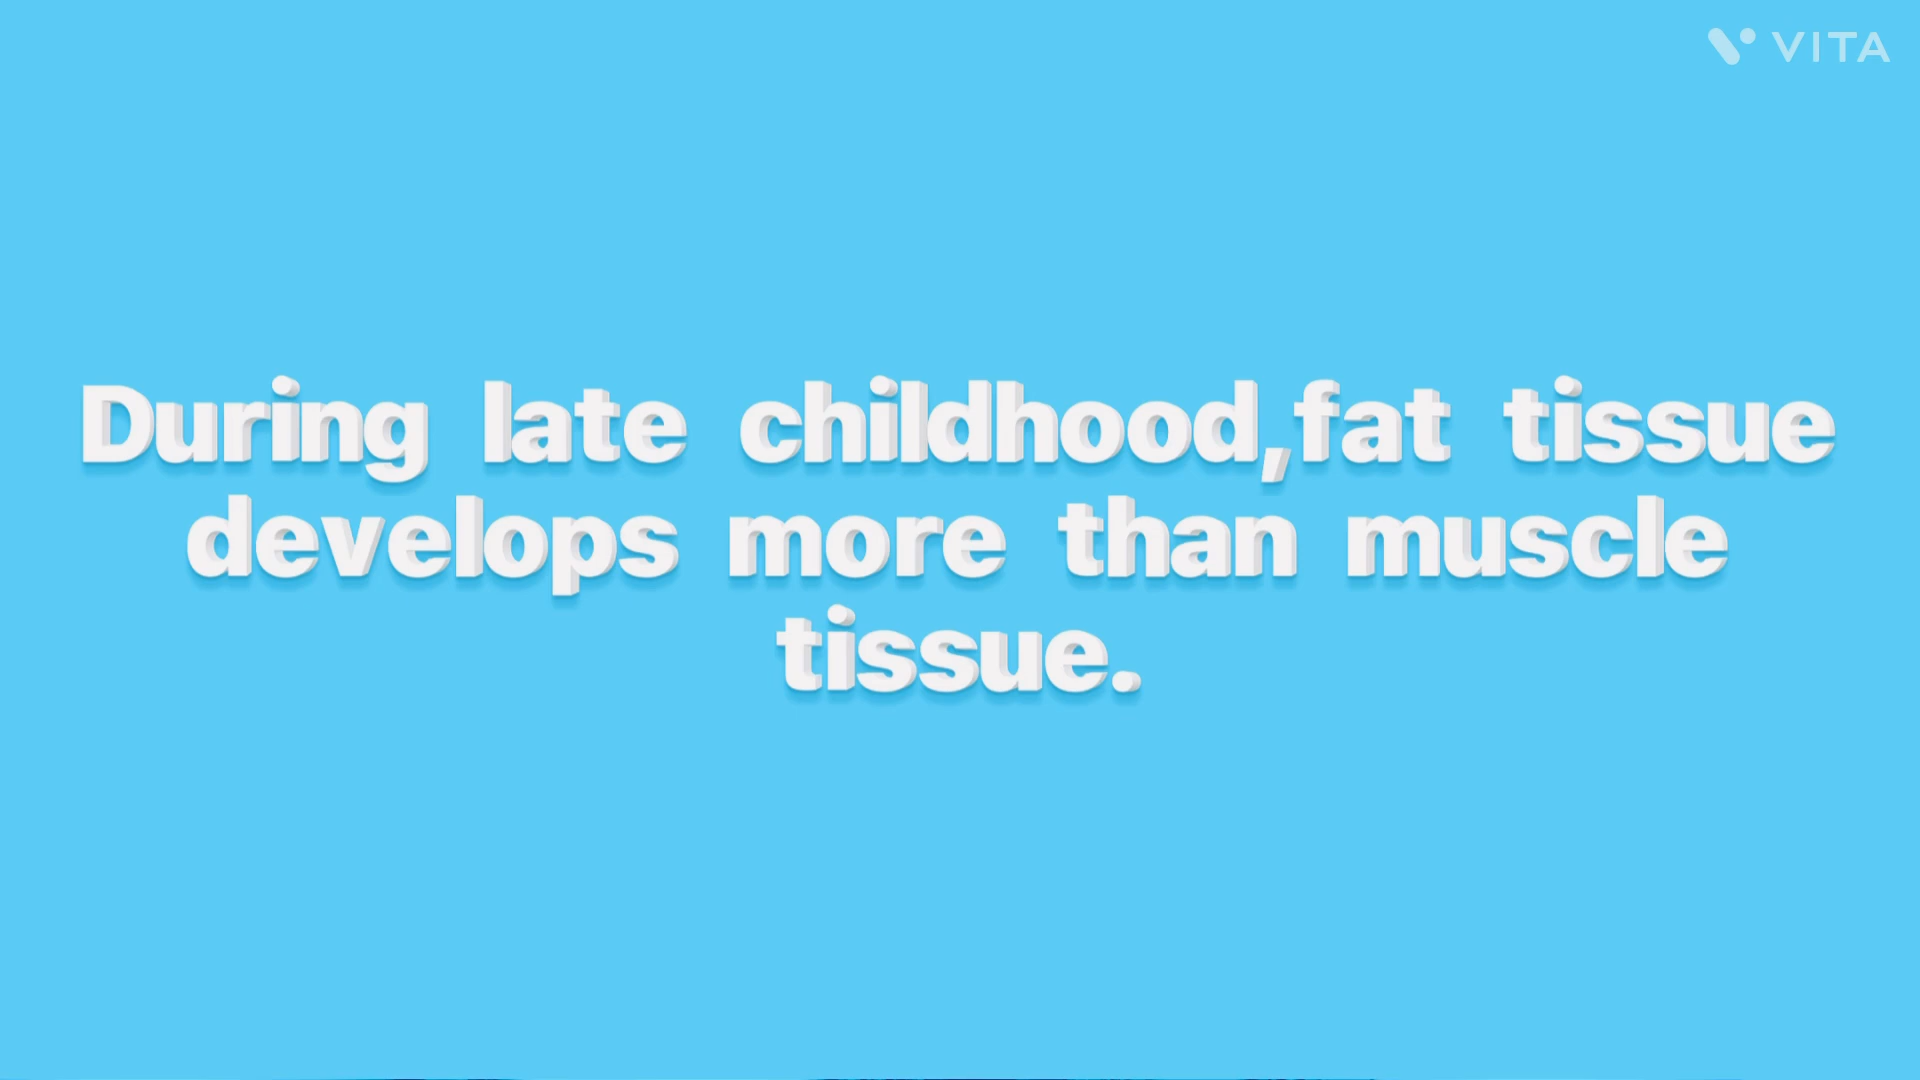 VITA
During late childhood,fat tissue
develops more than muscle
tissue.